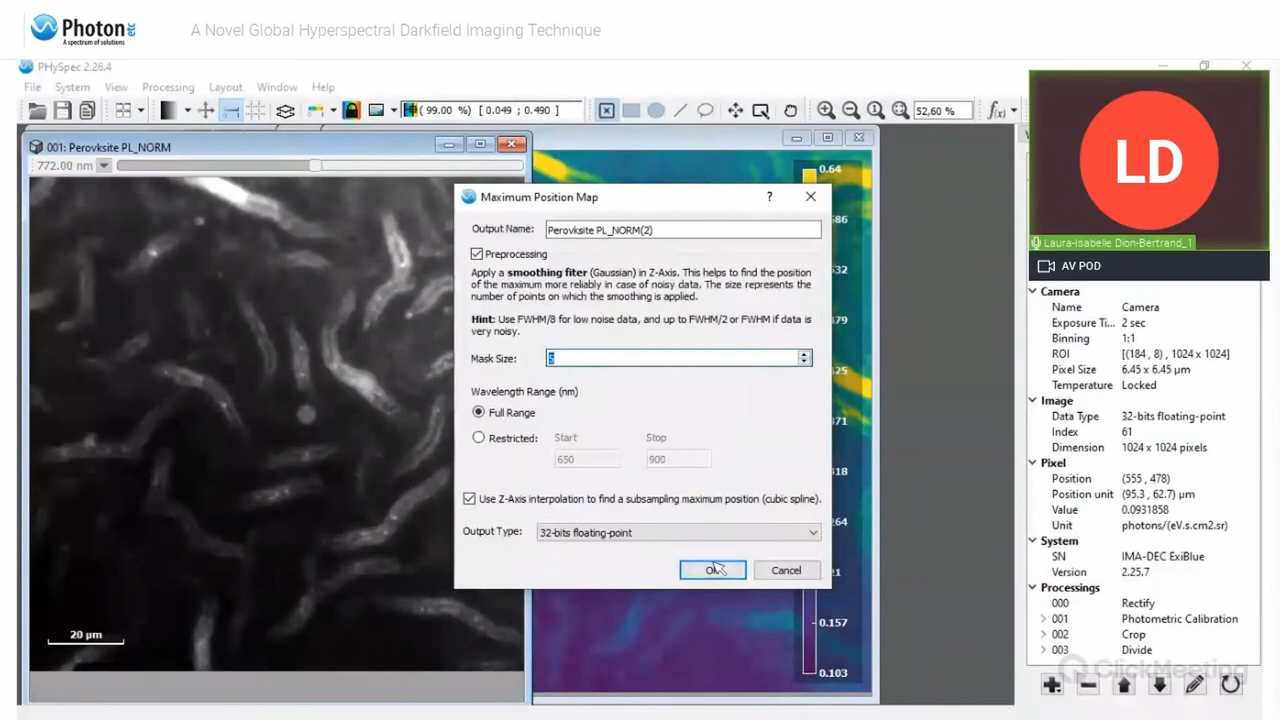 Photon etc
A spectrum of solutions
A Novel Global Hyperspectral Darkfield Imaging Technique
PHySpec 2.26.4
File System View Processing Layout Window Help
( 99.00 %) [ 0.049 ; 0.490 ]
52,60 %
f(x)
LD
Laura-Isabelle Dion-Bertrand_1
AV POD
001: Perovksite PL_NORM
772.00 nm
20 µm
0.64
0.157
0.103
Maximum Position Map
?
Output Name: Perovksite PL_NORM(2)
Preprocessing
Apply a smoothing fiter (Gaussian) in Z-Axis. This helps to find the position
of the maximum more reliably in case of noisy data. The size represents the
number of points on which the smoothing is applied.
Hint: Use FWHM/8 for low noise data, and up to FWHM/2 or FWHM if data is
very noisy.
Mask Size: 5
Wavelength Range (nm)
Full Range
Restricted: Start Stop
650 900
Use Z-Axis interpolation to find a subsampling maximum position (cubic spline).
Output Type: 32-bits floating-point
Cancel
Camera
Name Camera
Exposure Ti... 2 sec
Binning 1:1
ROI [(184 , 8) , 1024 x 1024]
Pixel Size 6.45 x 6.45 µm
Temperature Locked
Image
Data Type 32-bits floating-point
Index 61
Dimension 1024 x 1024 pixels
Pixel
Position (555 , 478)
Position unit (95.3 , 62.7) µm
Value 0.0931858
Unit photons/(eV.s.cm2.sr)
System
SN IMA-DEC ExiBlue
Version 2.25.7
Processings
000 Rectify
001 Photometric Calibration
002 Crop
003 Divide
ClickMeeting